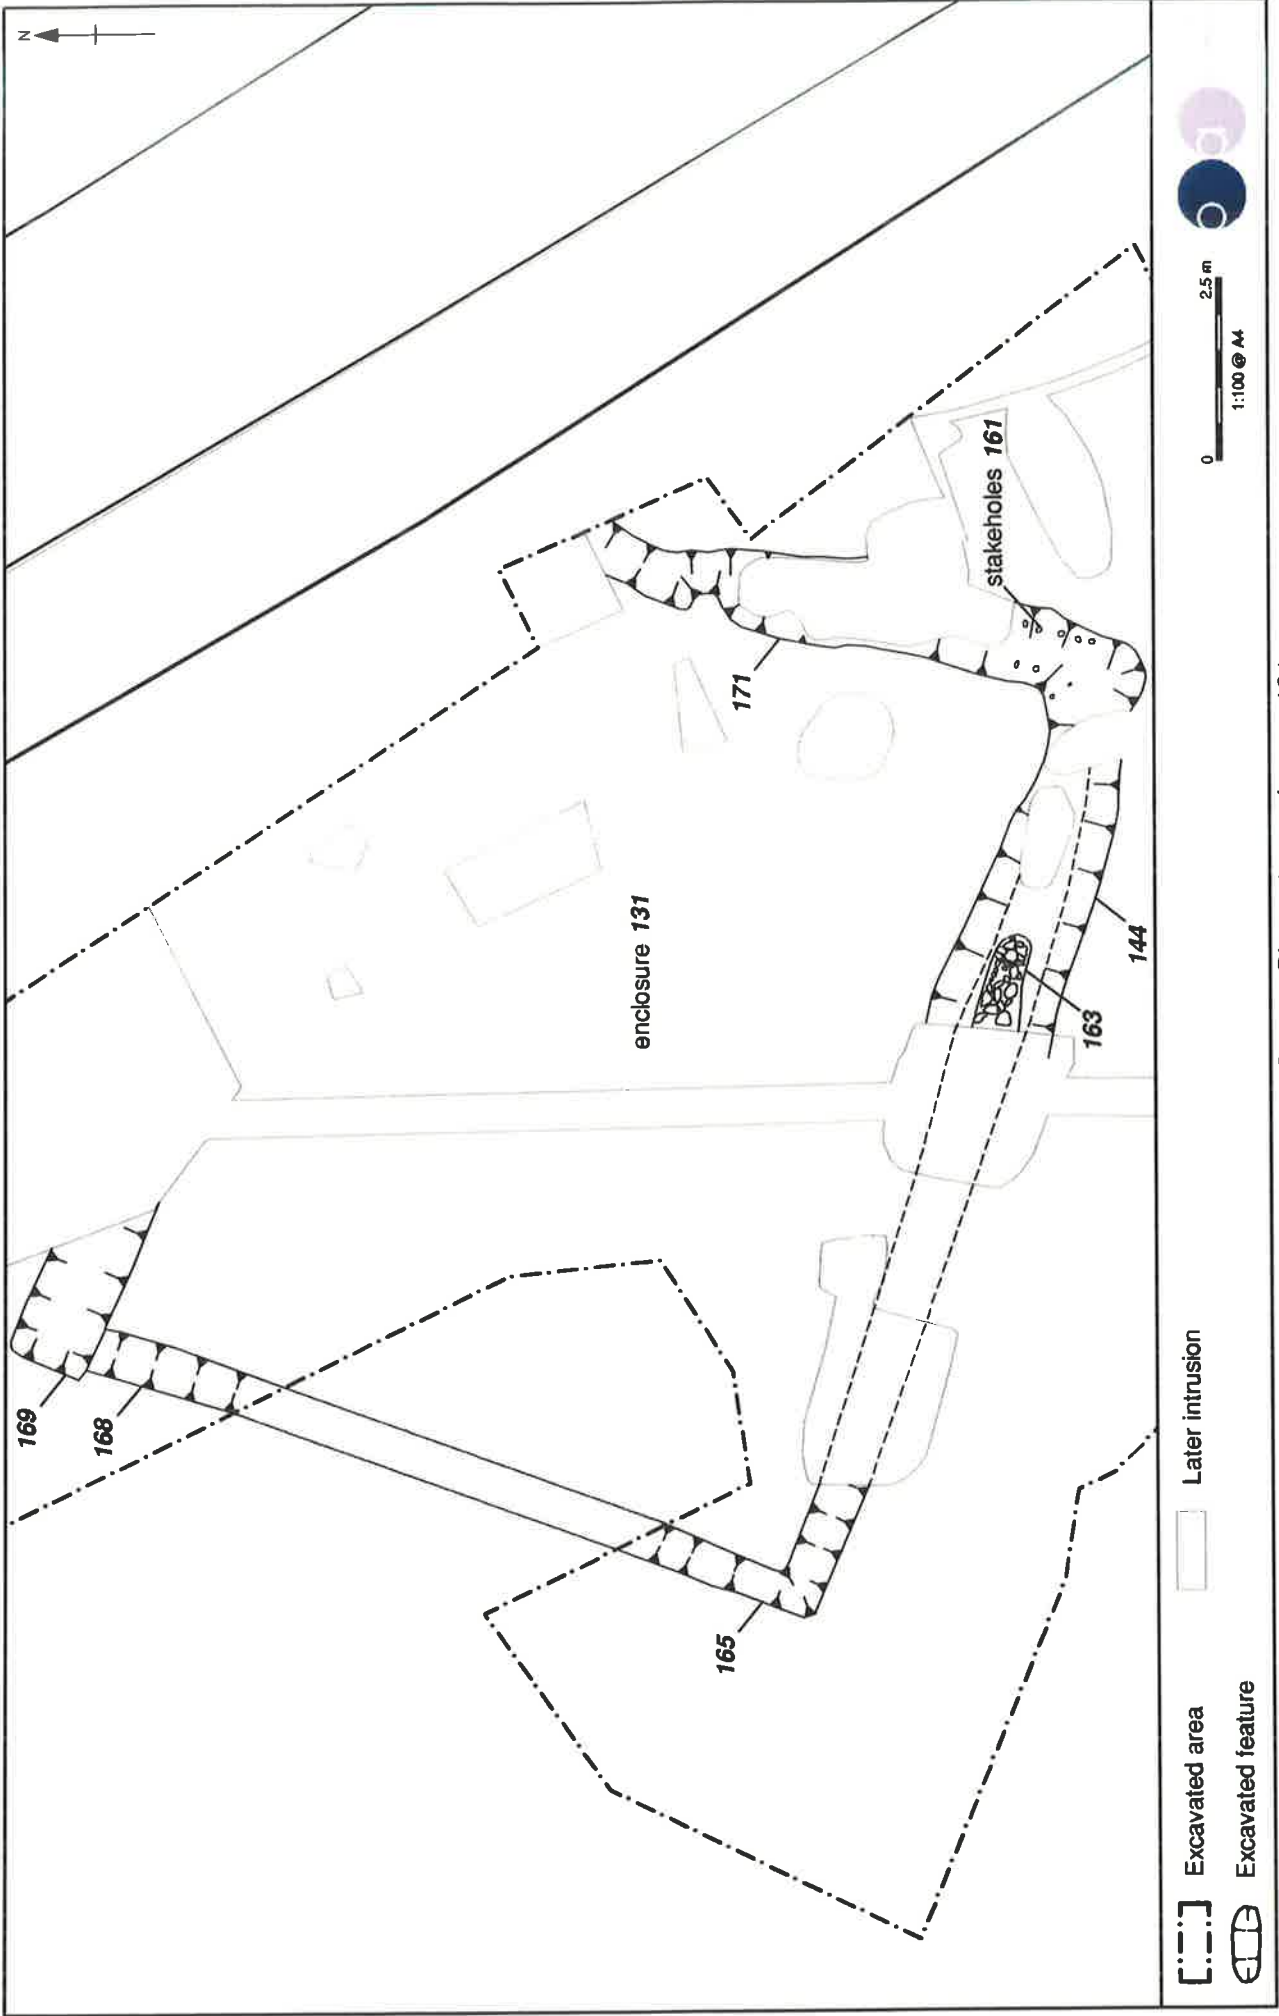 N
169
168
165
enclosure 131
171
stakeholes 161
163
144
Excavated area
Later intrusion
Excavated feature
0
2.5 m
1:100 @ A4